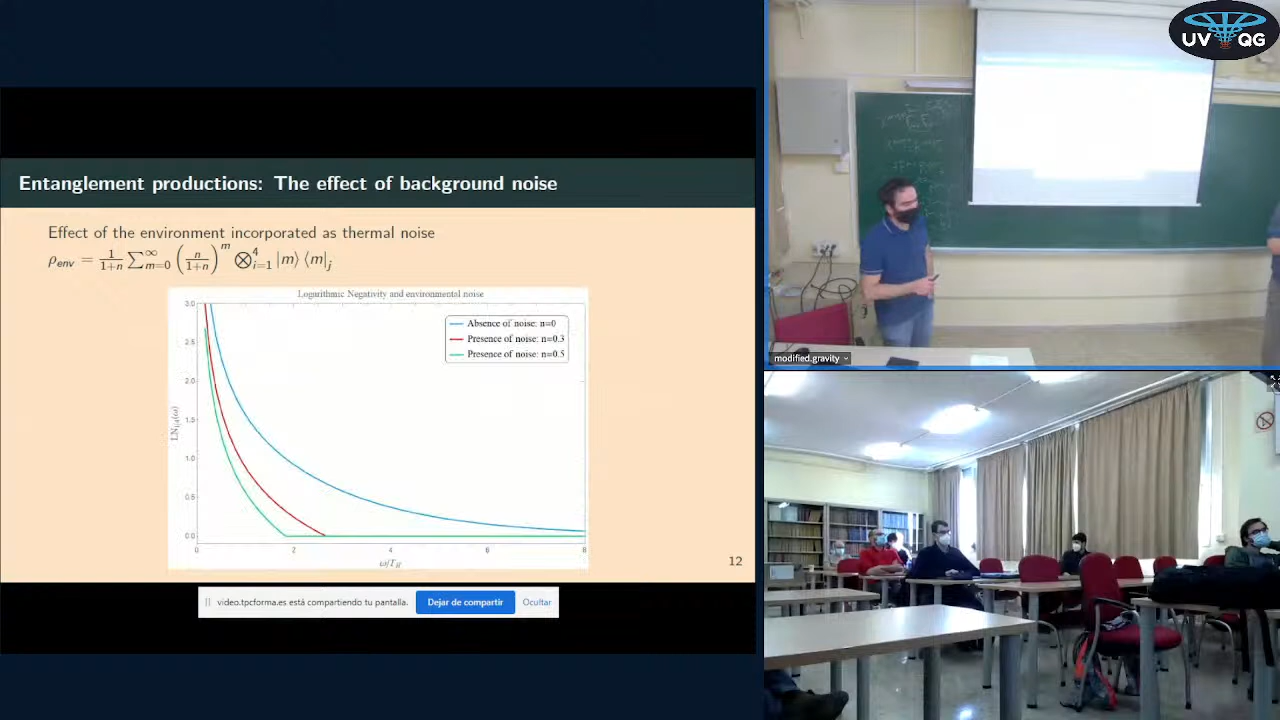 Entanglement productions: The effect of background noise
Effect of the environment incorporated as thermal noise
ρenv = 1/(1+n) ∑_{m=0}^{∞} (n/(1+n))^m ⊗_{i=1}^{4} |m⟩ ⟨m|_j
Logarithmic Negativity and environmental noise
Absence of noise: n=0
Presence of noise: n=0.3
Presence of noise: n=0.5
3.0
2.5
2.0
1.5
1.0
0.5
0.0
0
2
4
6
8
12
video.tpcforma.es está compartiendo tu pantalla.
Dejar de compartir
Ocultar
UV QG
modified.gravity